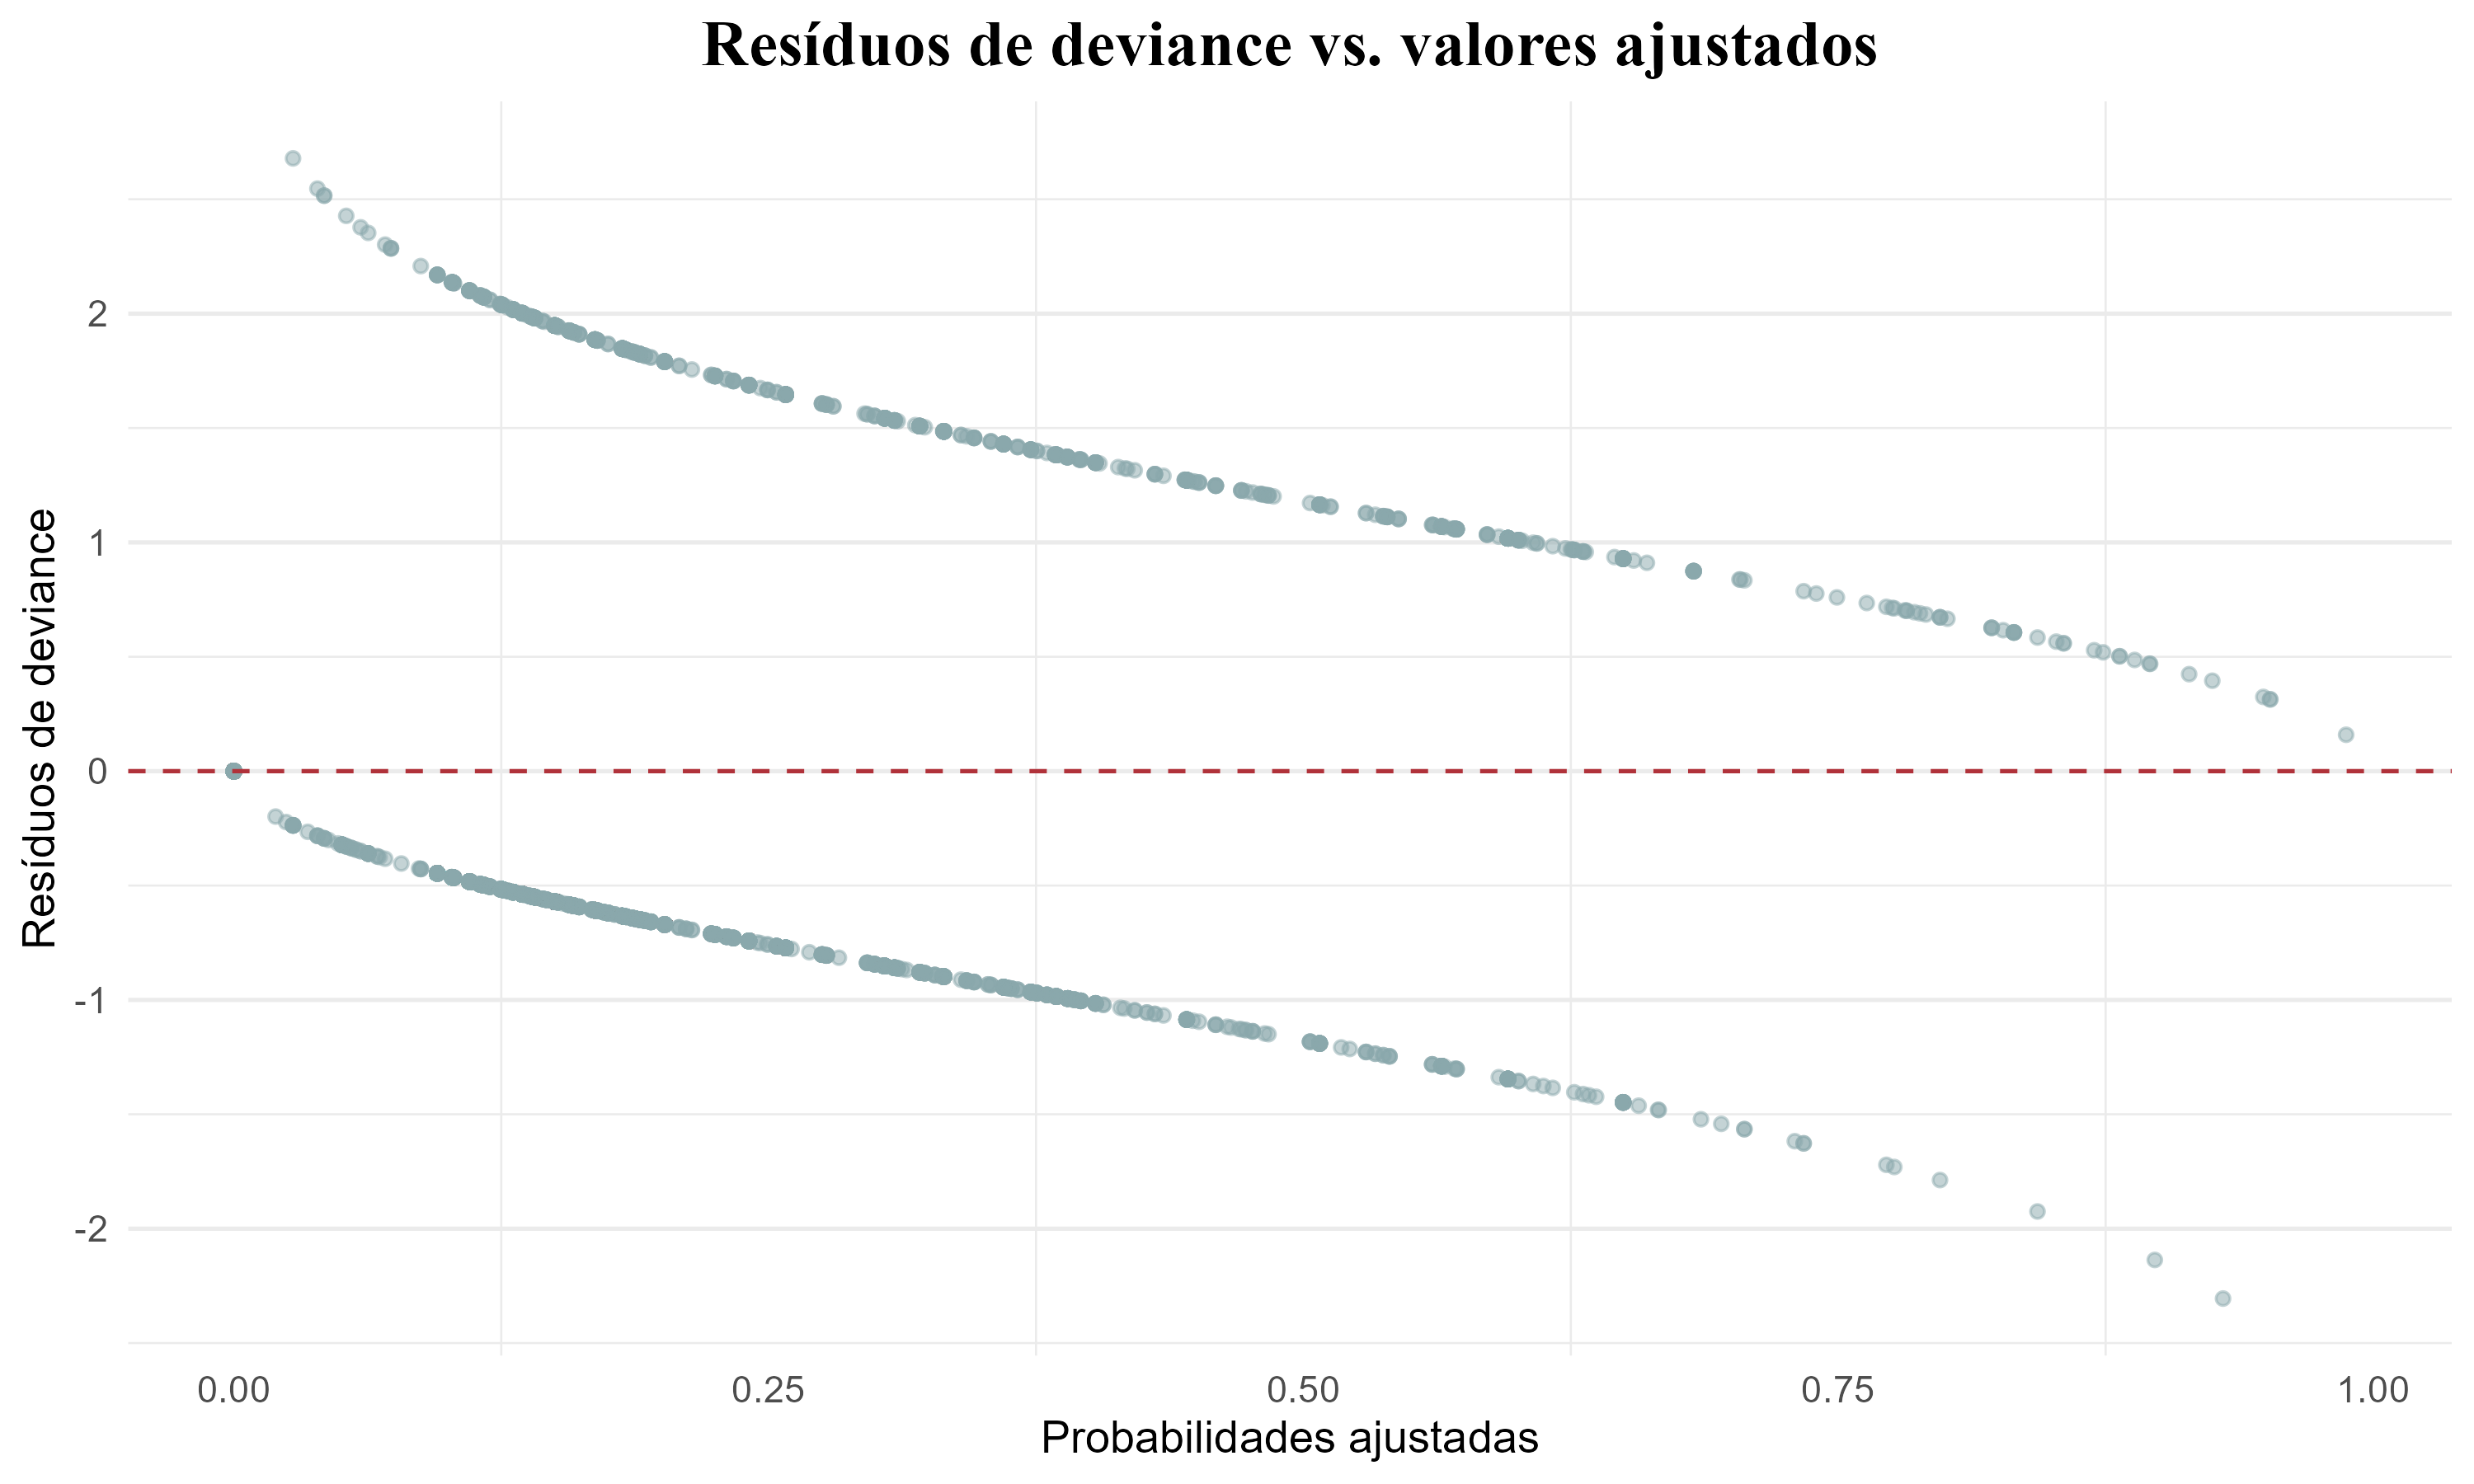 Resíduos de deviance vs. valores ajustados
Resíduos de deviance
2
1
0
-1
-2
0.00 0.25 0.50 0.75 1.00
Probabilidades ajustadas